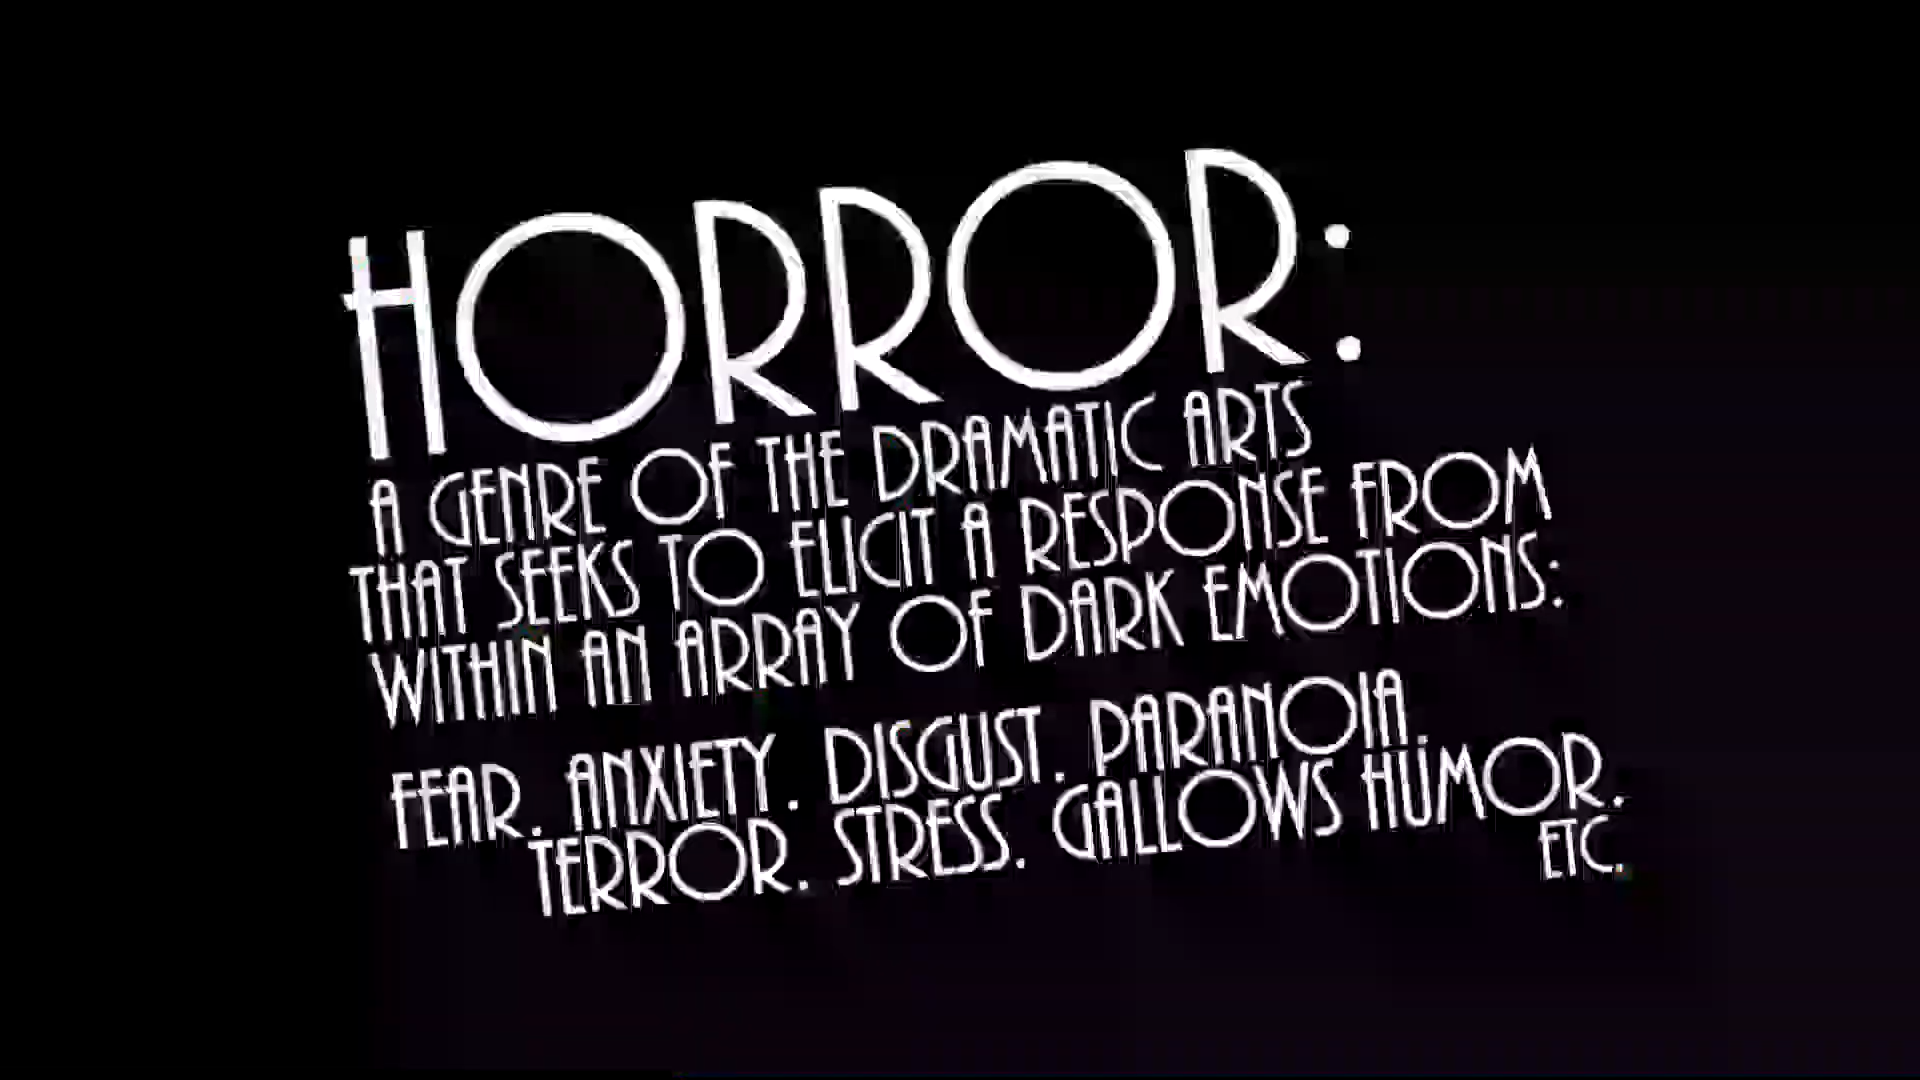 HORROR:
A GENRE OF THE DRAMATIC ARTS
THAT SEEKS TO ELICIT A RESPONSE FROM
WITHIN AN ARRAY OF DARK EMOTIONS:
FEAR. ANXIETY. DISGUST. PARANOIA.
TERROR. STRESS. GALLOWS HUMOR.
ETC.